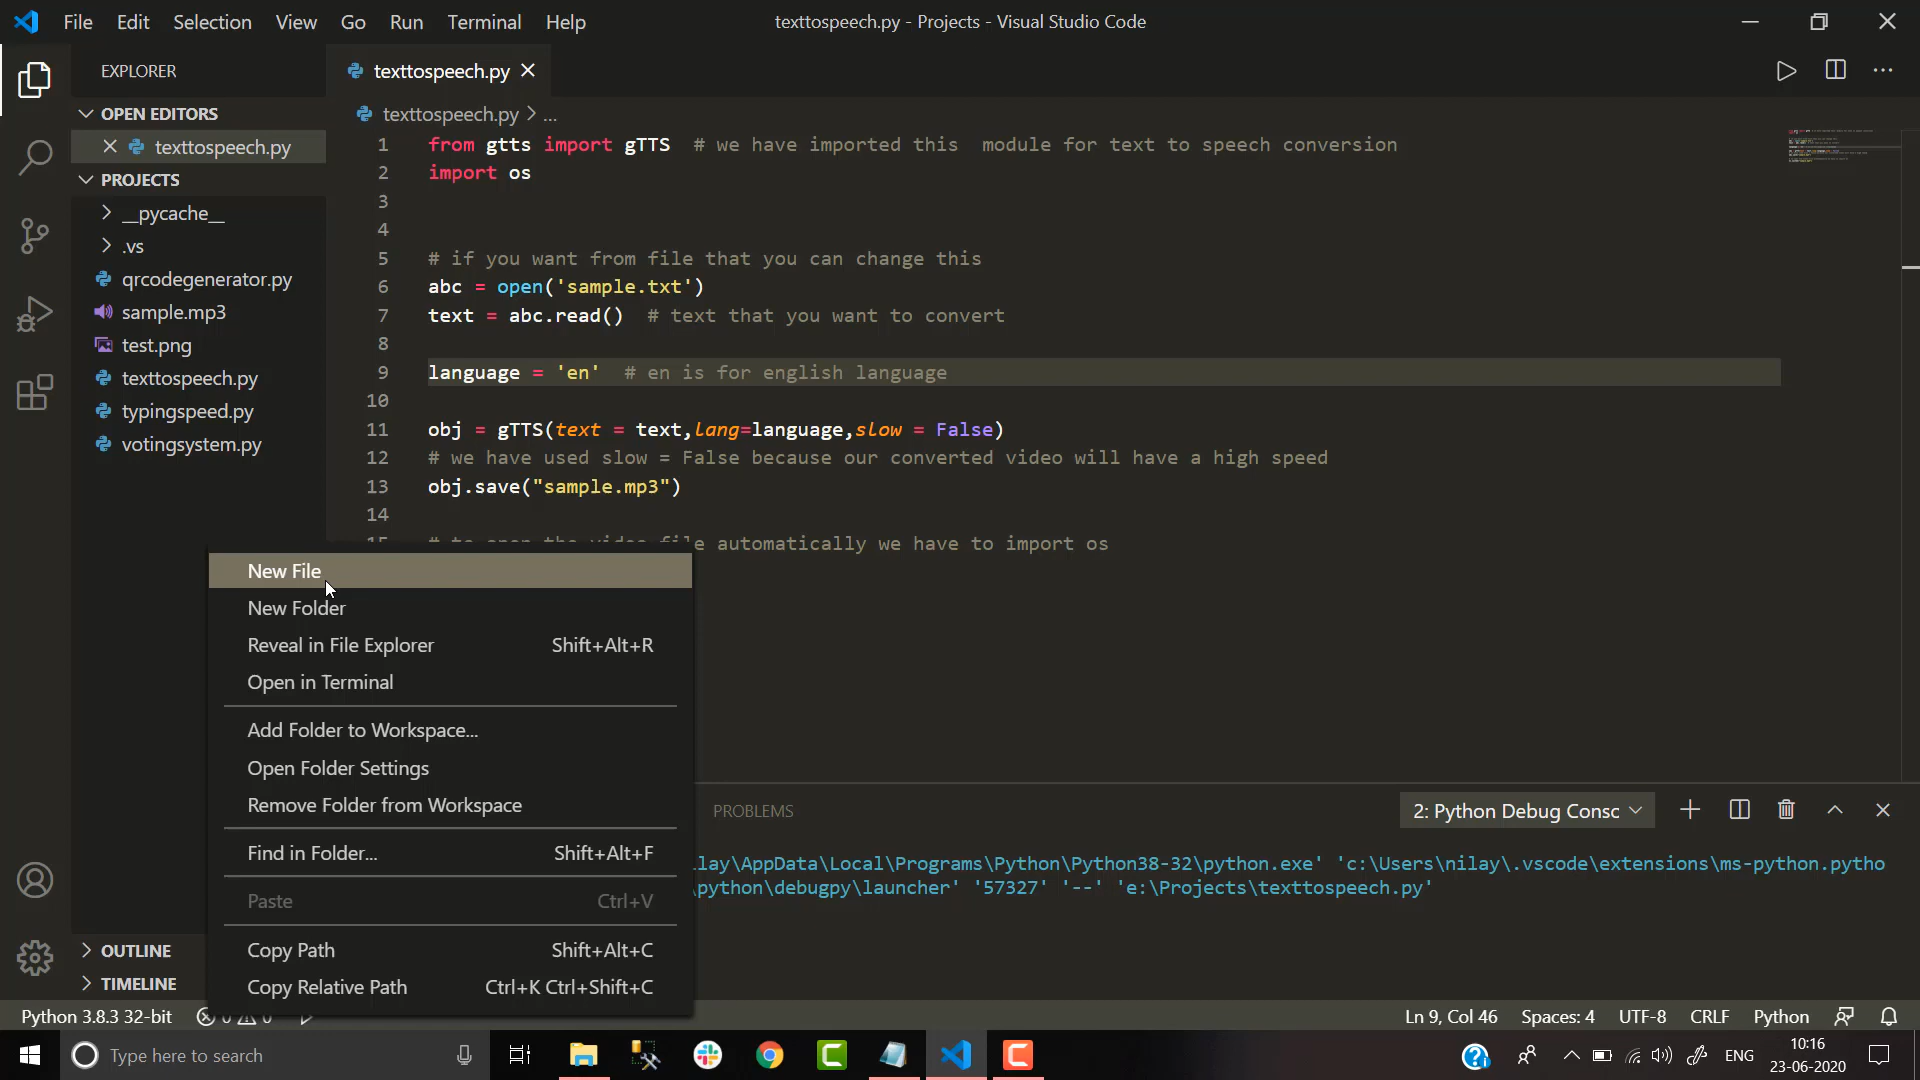 File Edit Selection View Go Run Terminal Help
texttospeech.py - Projects - Visual Studio Code
EXPLORER
OPEN EDITORS
texttospeech.py
PROJECTS
__pycache__
.vs
qrcodegenerator.py
sample.mp3
test.png
texttospeech.py
typingspeed.py
votingsystem.py
OUTLINE
TIMELINE
texttospeech.py
texttospeech.py > ...
1 from gtts import gTTS # we have imported this module for text to speech conversion
2 import os
3
4
5 # if you want from file that you can change this
6 abc = open('sample.txt')
7 text = abc.read() # text that you want to convert
8
9 language = 'en' # en is for english language
10
11 obj = gTTS(text = text,lang=language,slow = False)
12 # we have used slow = False because our converted video will have a high speed
13 obj.save("sample.mp3")
14
15 # to open the video file automatically we have to import os
New File
New Folder
Reveal in File Explorer Shift+Alt+R
Open in Terminal
Add Folder to Workspace...
Open Folder Settings
Remove Folder from Workspace
Find in Folder... Shift+Alt+F
Paste Ctrl+V
Copy Path Shift+Alt+C
Copy Relative Path Ctrl+K Ctrl+Shift+C
PROBLEMS
2: Python Debug Consc
lay\AppData\Local\Programs\Python\Python38-32\python.exe' 'c:\Users\nilay\.vscode\extensions\ms-python.pytho
\python\debugpy\launcher' '57327' '--' 'e:\Projects\texttospeech.py'
Python 3.8.3 32-bit 0 0
Ln 9, Col 46 Spaces: 4 UTF-8 CRLF Python
Type here to search
ENG
10:16
23-06-2020